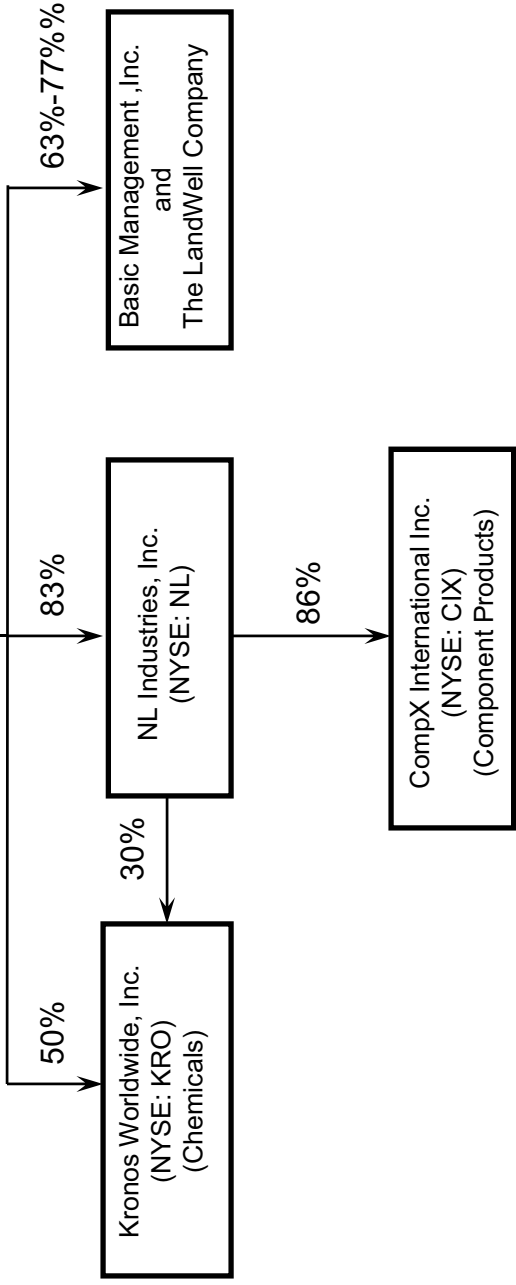 50%
83%
63%-77%%
Kronos Worldwide, Inc.
(NYSE: KRO)
(Chemicals)
30%
NL Industries, Inc.
(NYSE: NL)
Basic Management ,Inc.
and
The LandWell Company
86%
CompX International Inc.
(NYSE: CIX)
(Component Products)